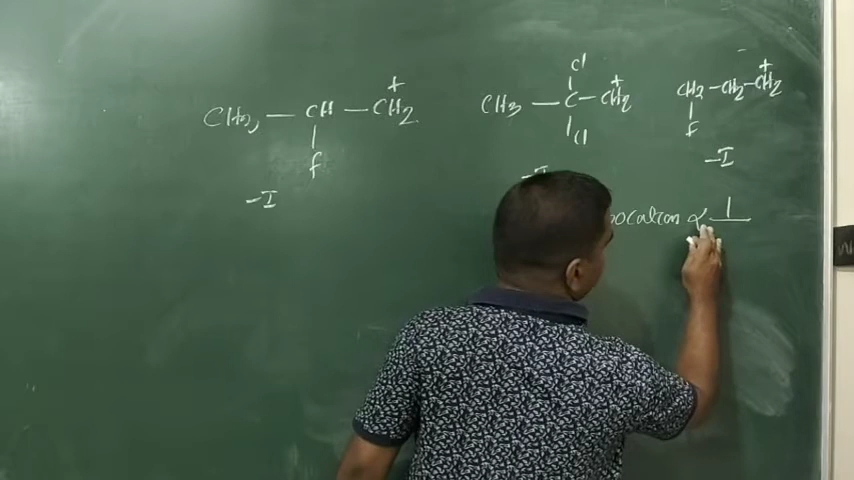 CH3 — CH — CH2
+
f
-I
Cl
CH3 — C — CH2
+
Cl
-I
CH2 — CH2 — CH2
+
f
-I
ocation ∝ 1